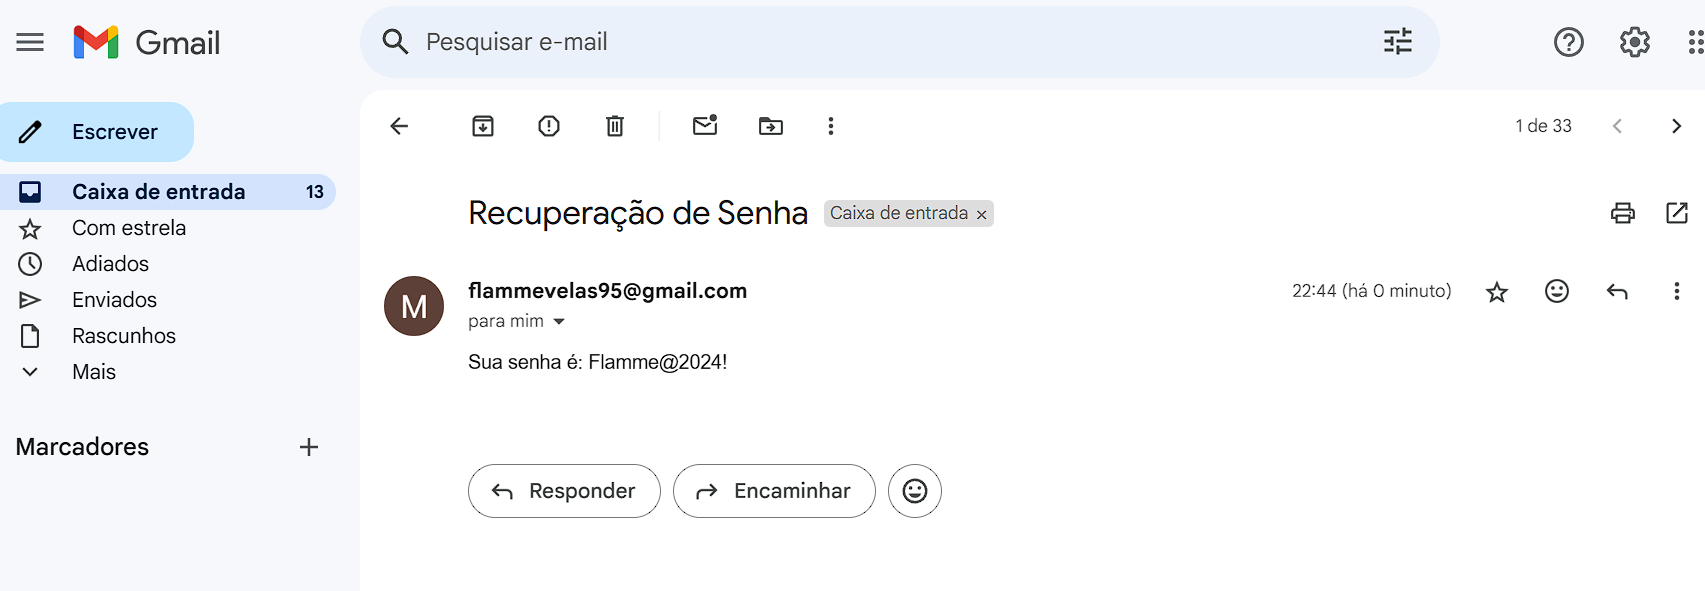 Gmail
Pesquisar e-mail
Escrever
1 de 33
Caixa de entrada 13
Com estrela
Adiados
Enviados
Rascunhos
Mais
Marcadores
Recuperação de Senha Caixa de entrada x
M
flammevelas95@gmail.com 22:44 (há 0 minuto)
para mim
Sua senha é: Flamme@2024!
Responder Encaminhar